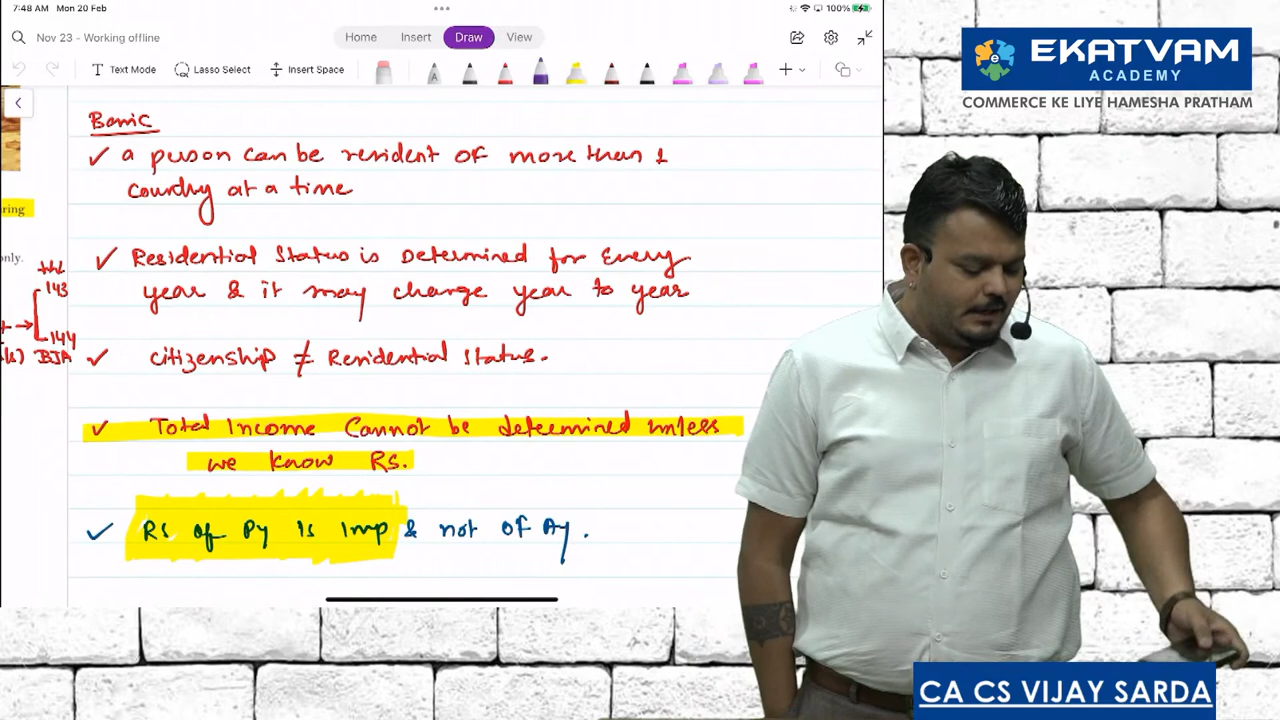 7:48 AM Mon 20 Feb
100%
Nov 23 - Working offline
Home Insert Draw View
Text Mode Lasso Select Insert Space
EKATVAM
ACADEMY
COMMERCE KE LIYE HAMESHA PRATHAM
Basic
✓ a person can be resident of more than 1
country at a time
✓ Residential Status is Determined for Every
year & it may change year to year
✓ citizenship ≠ Residential Status.
✓ Total Income Cannot be determined unless
we know RS.
✓ RS of Py is Imp & not of Ay.
uring
only.
143
144
BJA
CA CS VIJAY SARDA